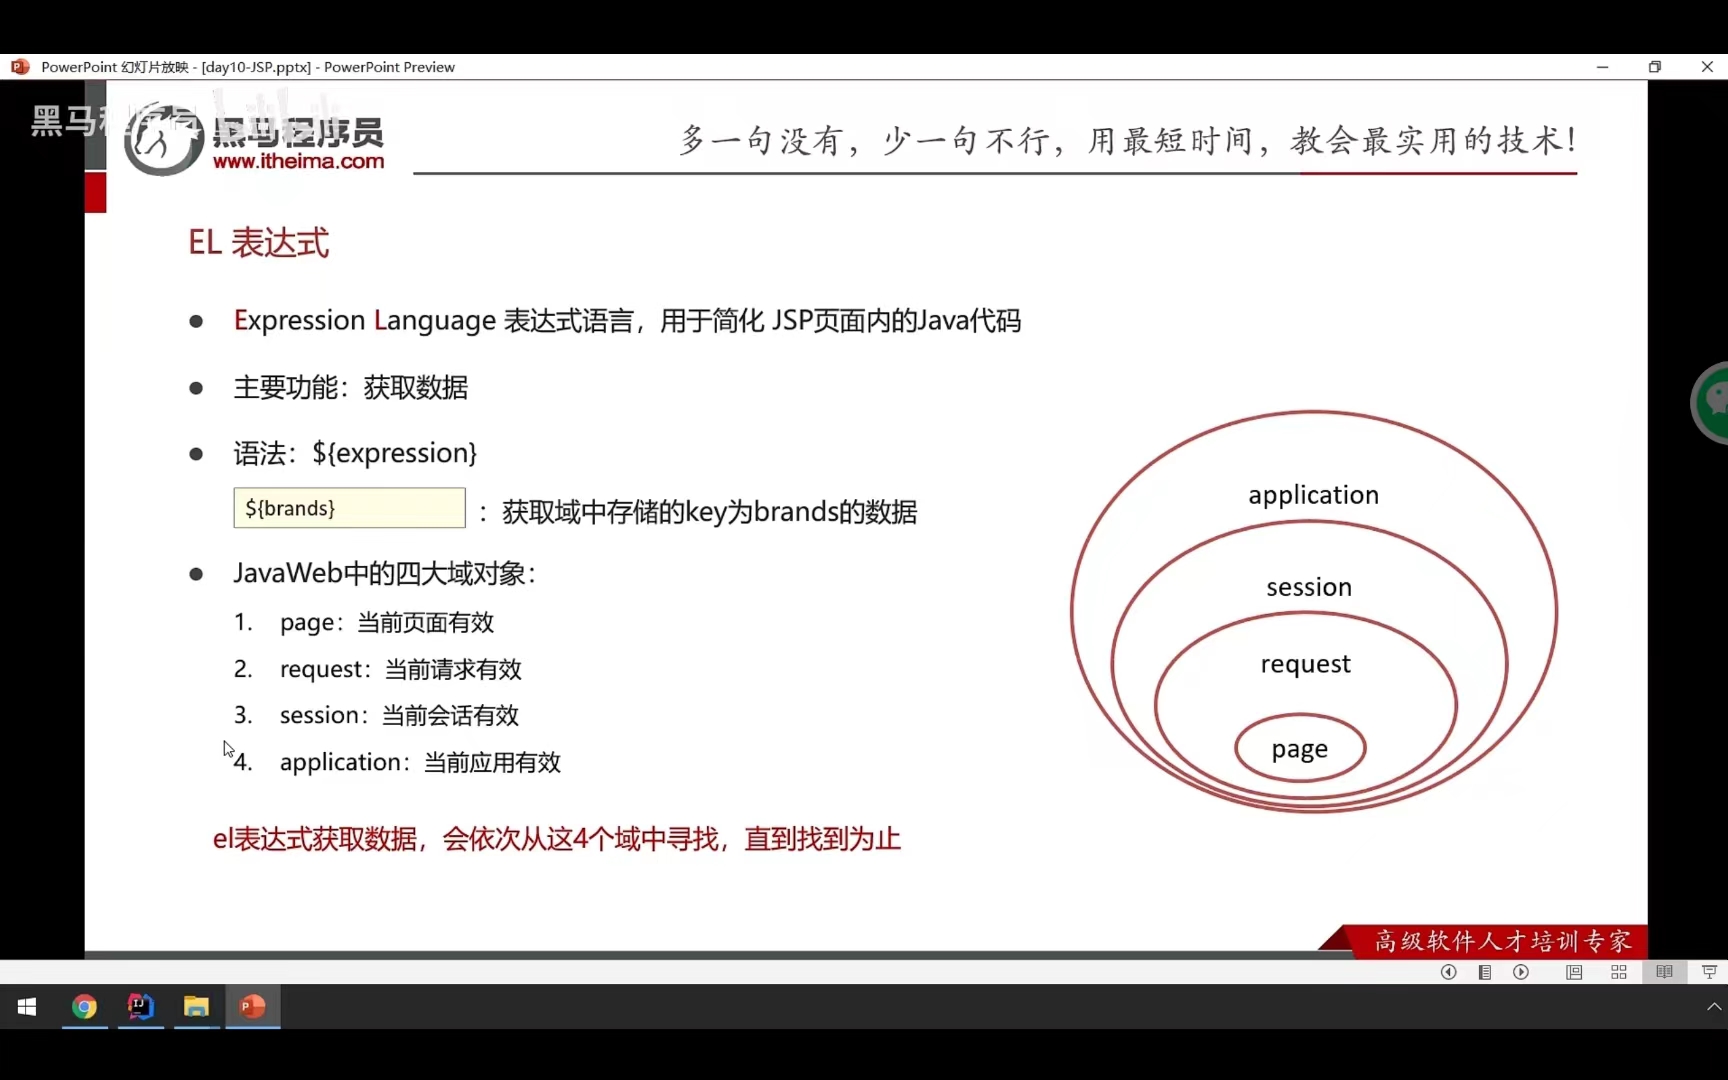 PowerPoint 幻灯片放映 - [day10-JSP.pptx] - PowerPoint Preview
黑马程序员
www.itheima.com
多一句没有，少一句不行，用最短时间，教会最实用的技术！
EL 表达式
Expression Language 表达式语言，用于简化 JSP页面内的Java代码
主要功能：获取数据
语法：${expression}
${brands}
：获取域中存储的key为brands的数据
JavaWeb中的四大域对象：
1. page：当前页面有效
2. request：当前请求有效
3. session：当前会话有效
4. application：当前应用有效
el表达式获取数据，会依次从这4个域中寻找，直到找到为止
application
session
request
page
高级软件人才培训专家